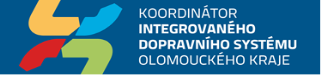 KOORDINÁTOR
INTEGROVANÉHO
DOPRAVNÍHO SYSTÉMU
OLOMOUCKÉHO KRAJE